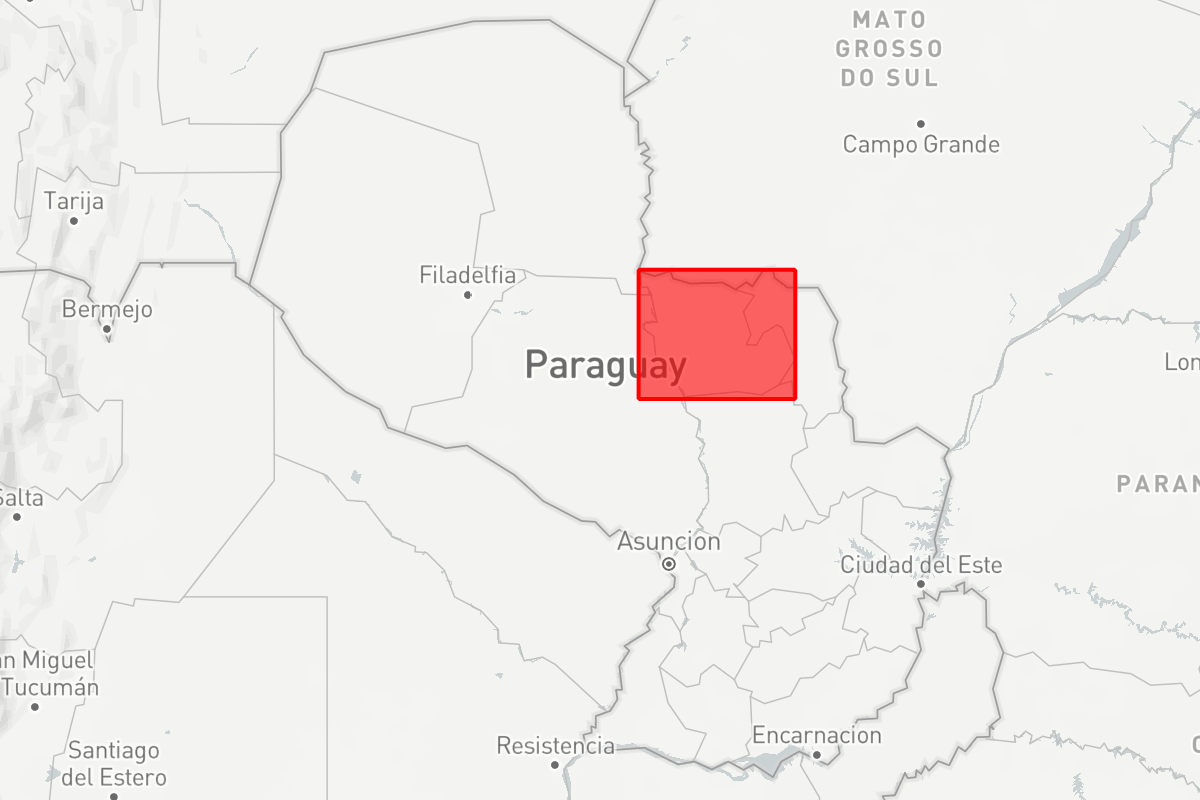 MATO
GROSSO
DO SUL
Campo Grande
Tarija
Filadelfia
Bermejo
Paraguay
Lon
PARAN
Salta
Asuncion
Ciudad del Este
an Miguel
Tucumán
Santiago
del Estero
Resistencia
Encarnacion